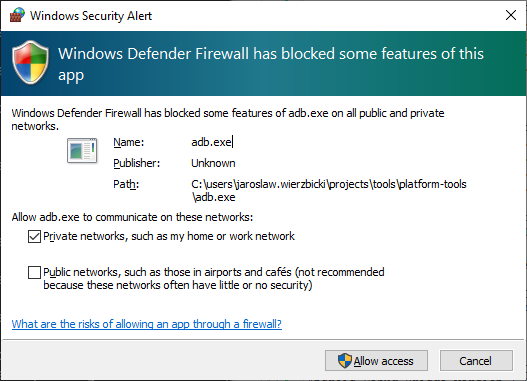 Windows Security Alert
Windows Defender Firewall has blocked some features of this
app
Windows Defender Firewall has blocked some features of adb.exe on all public and private
networks.
Name: adb.exe
Publisher: Unknown
Path: C:\users\jaroslaw.wierzbicki\projects\tools\platform-tools
\adb.exe
Allow adb.exe to communicate on these networks:
Private networks, such as my home or work network
Public networks, such as those in airports and cafés (not recommended
because these networks often have little or no security)
What are the risks of allowing an app through a firewall?
Allow access Cancel